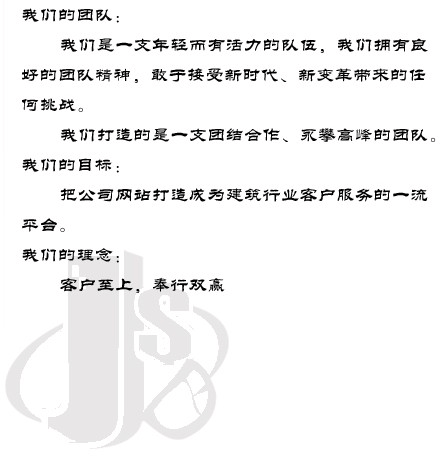 我们的团队：
我们是一支年轻而有活力的队伍，我们拥有良
好的团队精神，敢于接受新时代、新变革带来的任
何挑战。
我们打造的是一支团结合作、永攀高峰的团队。
我们的目标：
把公司网站打造成为建筑行业客户服务的一流
平台。
我们的理念：
客户至上，奉行双赢
JS